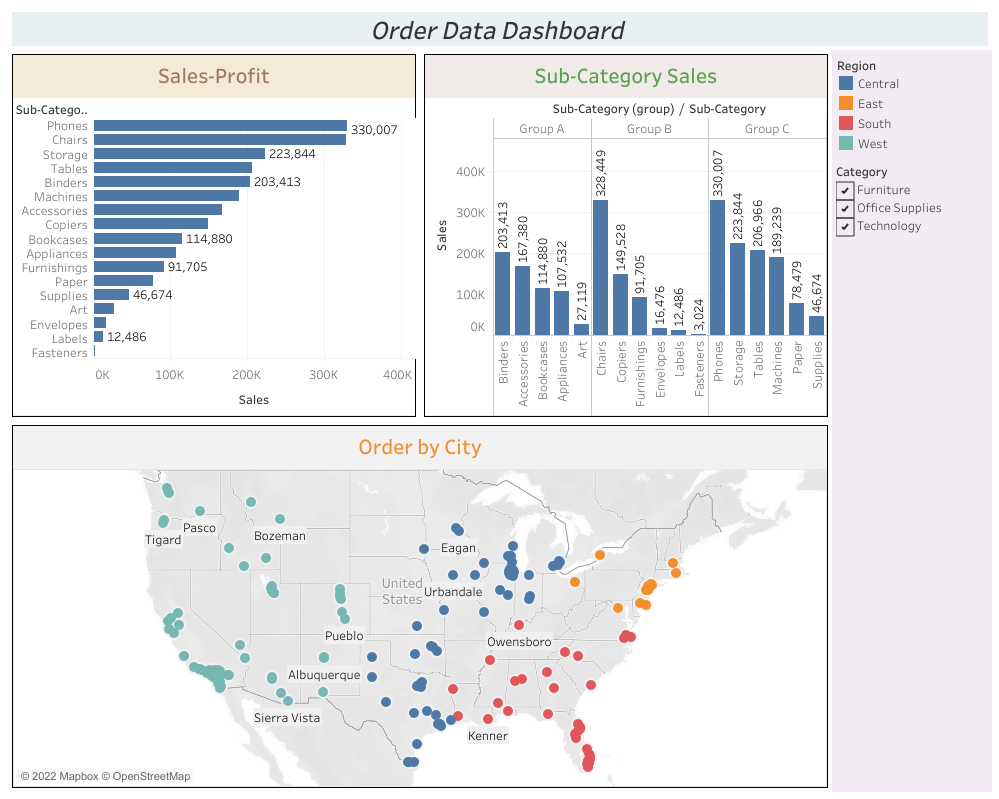 Order Data Dashboard
Sales-Profit
Sub-Catego..
Phones
330,007
Chairs
Storage
223,844
Tables
Binders
203,413
Machines
Accessories
Copiers
Bookcases
114,880
Appliances
Furnishings
91,705
Paper
Supplies
46,674
Art
Envelopes
Labels
12,486
Fasteners
0K 100K 200K 300K 400K
Sales
Sub-Category Sales
Sub-Category (group) / Sub-Category
Group A Group B Group C
400K
300K
200K
100K
0K
Sales
203,413
167,380
114,880
107,532
27,119
328,449
149,528
91,705
16,476
12,486
3,024
330,007
223,844
206,966
189,239
78,479
46,674
Binders
Accessories
Bookcases
Appliances
Art
Chairs
Copiers
Furnishings
Envelopes
Labels
Fasteners
Phones
Storage
Tables
Machines
Paper
Supplies
Region
Central
East
South
West
Category
Furniture
Office Supplies
Technology
Order by City
Pasco
Tigard
Bozeman
Eagan
United
States
Urbandale
Pueblo
Owensboro
Albuquerque
Sierra Vista
Kenner
© 2022 Mapbox © OpenStreetMap